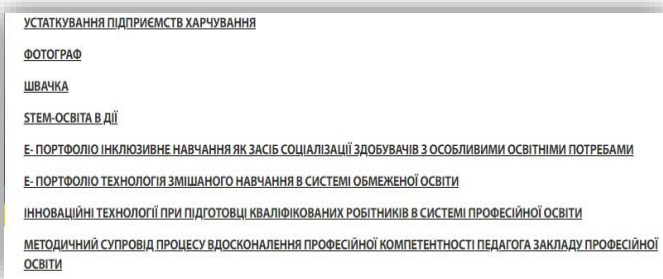 УСТАТКУВАННЯ ПІДПРИЄМСТВ ХАРЧУВАННЯ
ФОТОГРАФ
ШВАЧКА
STEM-ОСВІТА В ДІЇ
Е- ПОРТФОЛІО ІНКЛЮЗИВНЕ НАВЧАННЯ ЯК ЗАСІБ СОЦІАЛІЗАЦІЇ ЗДОБУВАЧІВ З ОСОБЛИВИМИ ОСВІТНІМИ ПОТРЕБАМИ
Е- ПОРТФОЛІО ТЕХНОЛОГІЯ ЗМІШАНОГО НАВЧАННЯ В СИСТЕМІ ОБМЕЖЕНОЇ ОСВІТИ
ІННОВАЦІЙНІ ТЕХНОЛОГІЇ ПРИ ПІДГОТОВЦІ КВАЛІФІКОВАНИХ РОБІТНИКІВ В СИСТЕМІ ПРОФЕСІЙНОЇ ОСВІТИ
МЕТОДИЧНИЙ СУПРОВІД ПРОЦЕСУ ВДОСКОНАЛЕННЯ ПРОФЕСІЙНОЇ КОМПЕТЕНТНОСТІ ПЕДАГОГА ЗАКЛАДУ ПРОФЕСІЙНОЇ
ОСВІТИ